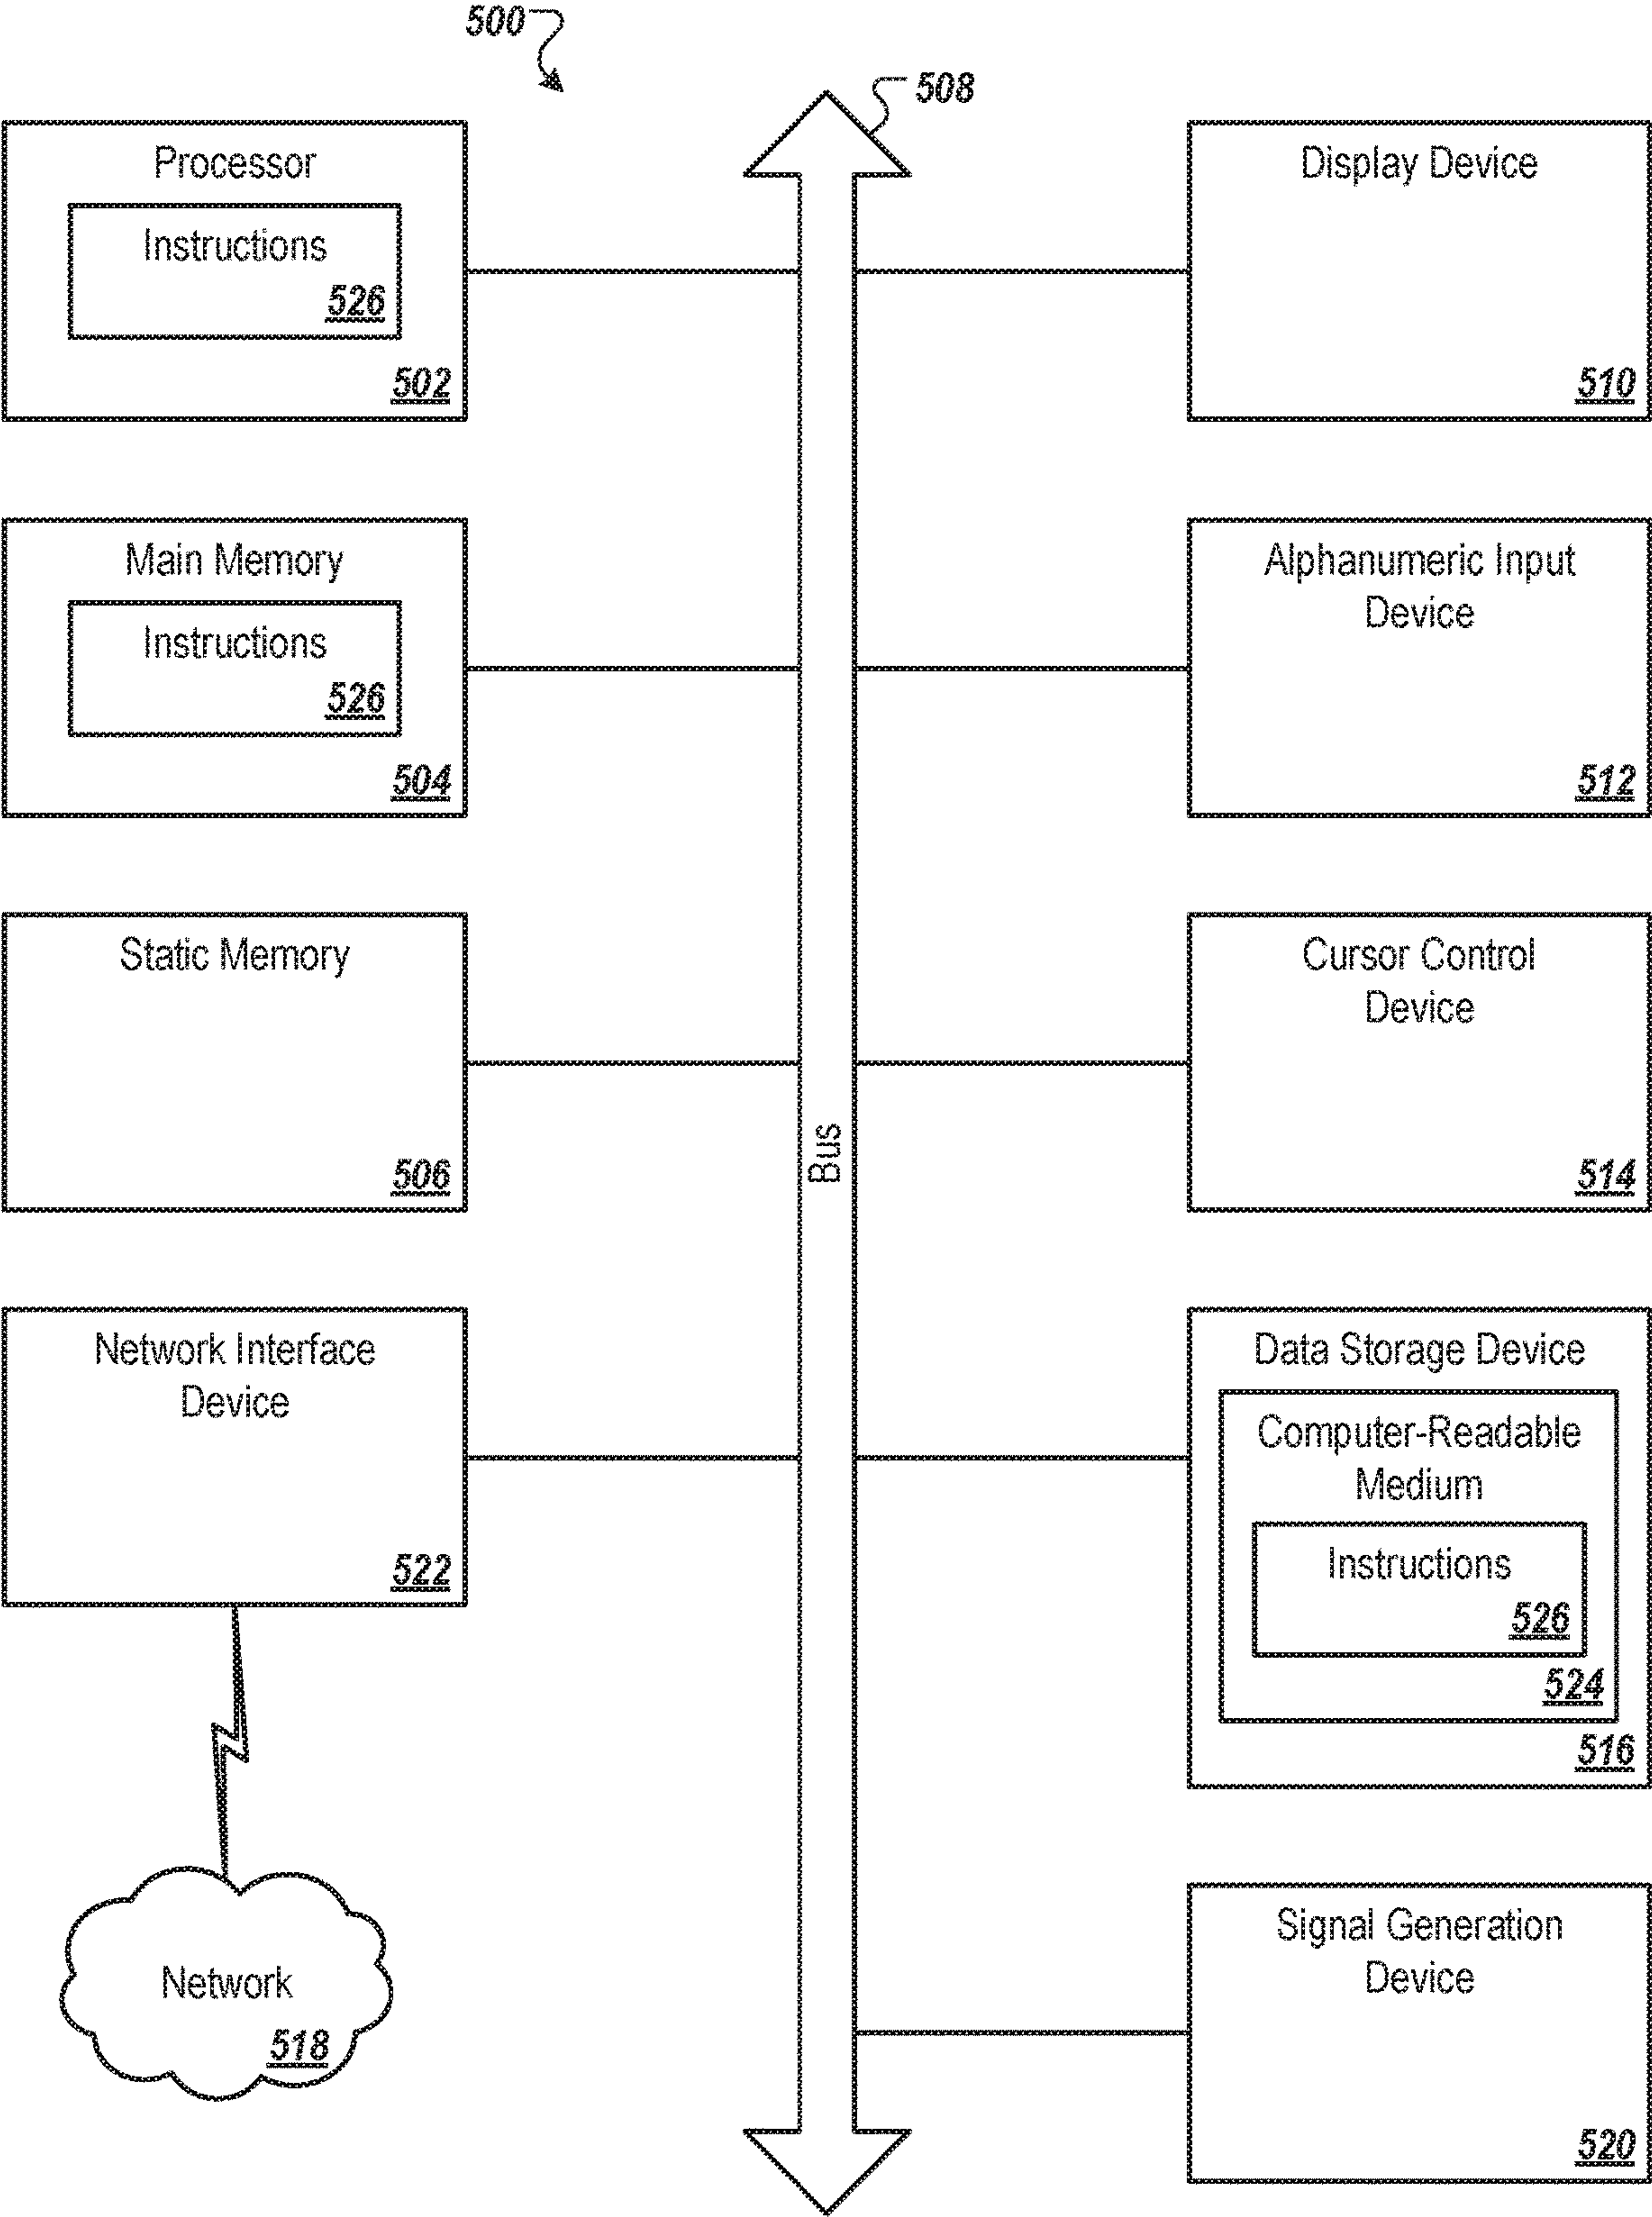 500
508
Processor
Instructions
526
502
Display Device
510
Main Memory
Instructions
526
504
Alphanumeric Input
Device
512
Static Memory
506
Cursor Control
Device
514
Bus
Network Interface
Device
522
Data Storage Device
Computer-Readable
Medium
Instructions
526
524
516
Network
518
Signal Generation
Device
520